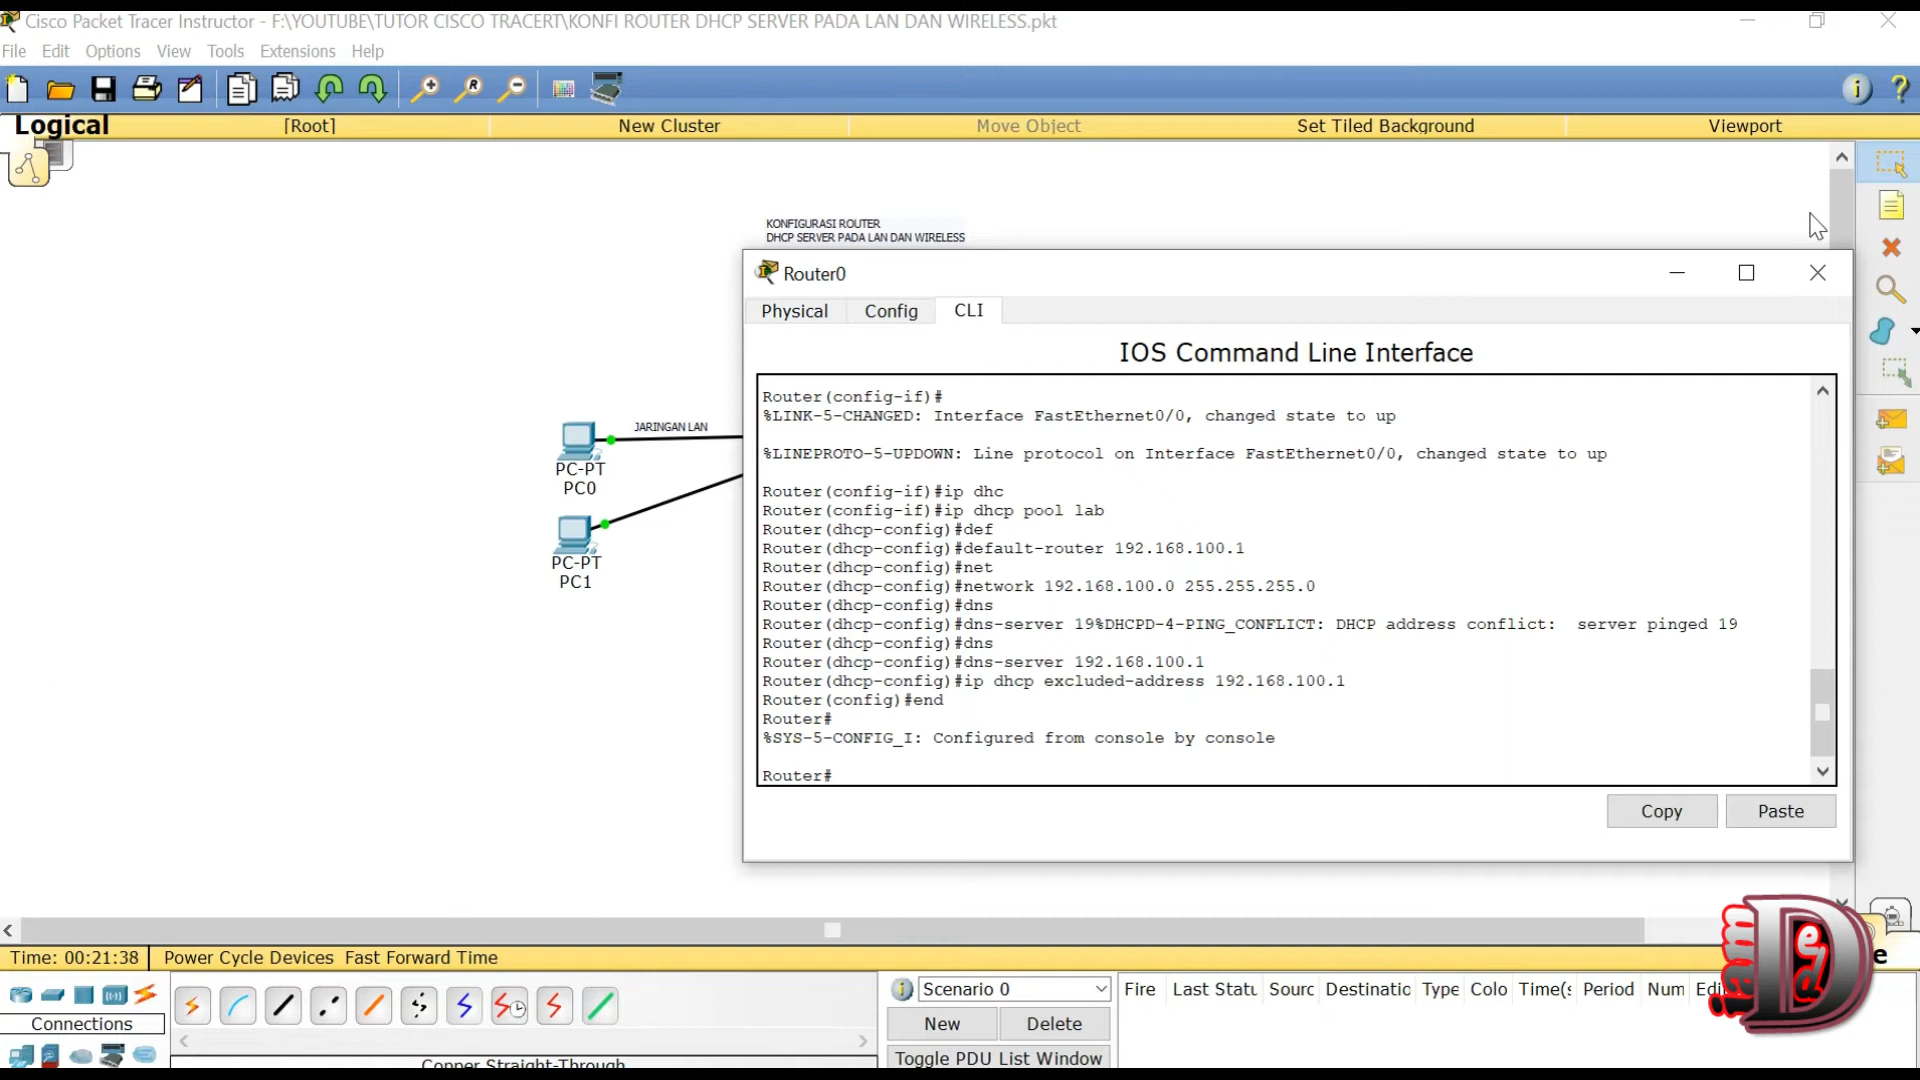 Cisco Packet Tracer Instructor - F:\YOUTUBE\TUTOR CISCO TRACERT\KONFI ROUTER DHCP SERVER PADA LAN DAN WIRELESS.pkt
File Edit Options View Tools Extensions Help
Logical [Root] New Cluster Move Object Set Tiled Background Viewport
KONFIGURASI ROUTER
DHCP SERVER PADA LAN DAN WIRELESS
JARINGAN LAN
PC-PT
PC0
PC-PT
PC1
Router0
Physical Config CLI
IOS Command Line Interface
Router(config-if)#
%LINK-5-CHANGED: Interface FastEthernet0/0, changed state to up
%LINEPROTO-5-UPDOWN: Line protocol on Interface FastEthernet0/0, changed state to up
Router(config-if)#ip dhc
Router(config-if)#ip dhcp pool lab
Router(dhcp-config)#def
Router(dhcp-config)#default-router 192.168.100.1
Router(dhcp-config)#net
Router(dhcp-config)#network 192.168.100.0 255.255.255.0
Router(dhcp-config)#dns
Router(dhcp-config)#dns-server 19%DHCPD-4-PING_CONFLICT: DHCP address conflict:  server pinged 19
Router(dhcp-config)#dns
Router(dhcp-config)#dns-server 192.168.100.1
Router(dhcp-config)#ip dhcp excluded-address 192.168.100.1
Router(config)#end
Router#
%SYS-5-CONFIG_I: Configured from console by console
Router#
Copy Paste
Time: 00:21:38 Power Cycle Devices Fast Forward Time
Connections
Copper Straight-Through
Scenario 0
New Delete
Toggle PDU List Window
Fire Last Statu Sourc Destinatic Type Colo Time(s Period Num Edi